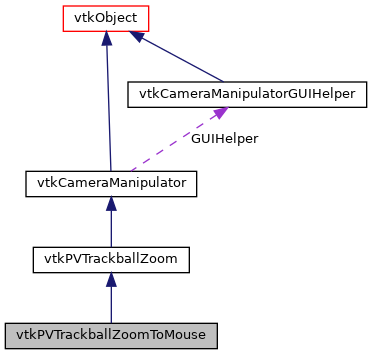 vtkObject
vtkCameraManipulatorGUIHelper
GUIHelper
vtkCameraManipulator
vtkPVTrackballZoom
vtkPVTrackballZoomToMouse